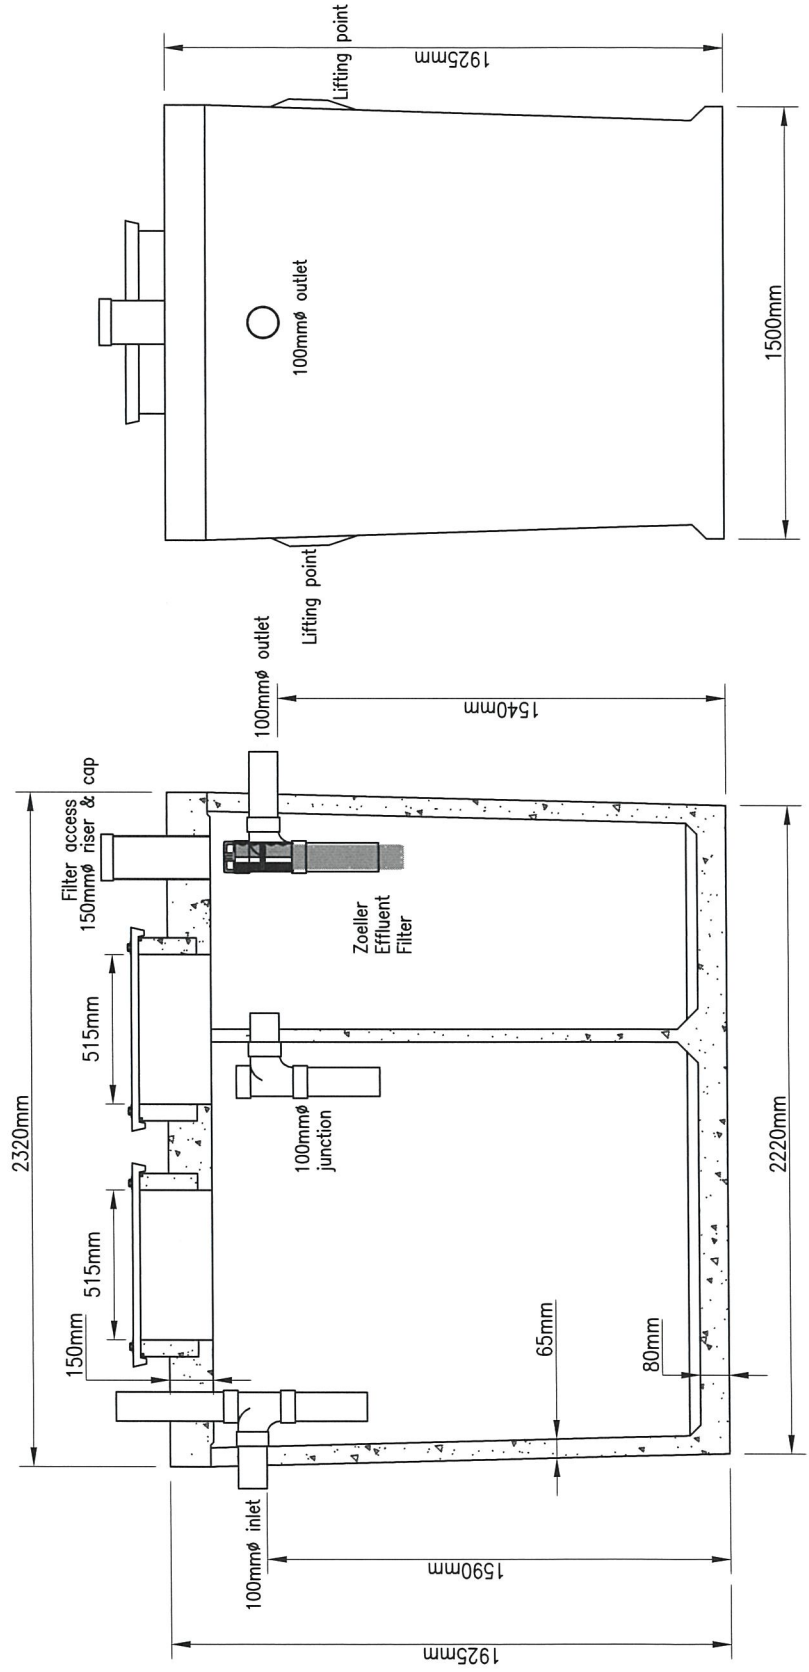 2320mm
515mm
515mm
150mm
Filter access
150mmø riser & cap
100mmø inlet
100mmø outlet
100mmø
junction
Zoeller
Effluent
Filter
65mm
80mm
1925mm
1590mm
1540mm
2220mm
Lifting point
Lifting point
100mmø outlet
1925mm
1500mm